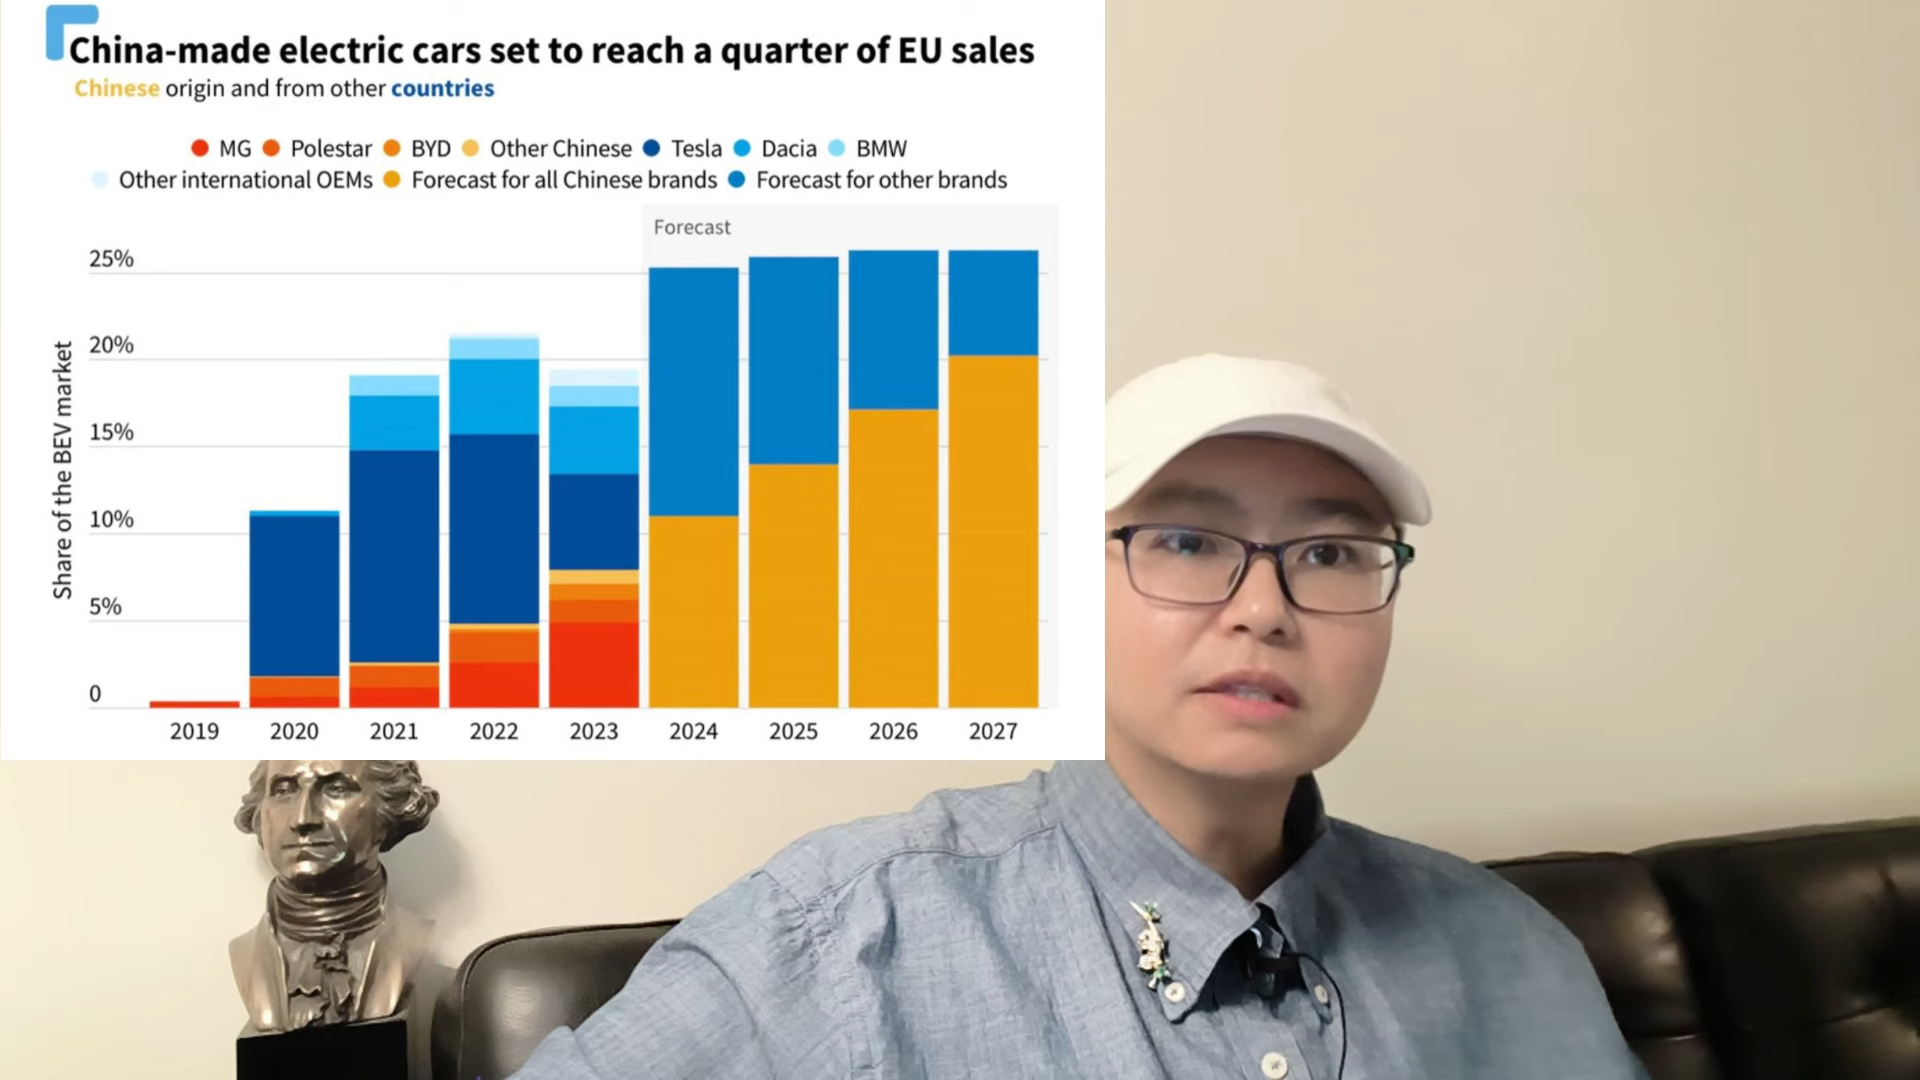 China-made electric cars set to reach a quarter of EU sales
Chinese origin and from other countries
MG Polestar BYD Other Chinese Tesla Dacia BMW
Other international OEMs Forecast for all Chinese brands Forecast for other brands
Forecast
Share of the BEV market
25%
20%
15%
10%
5%
0
2019 2020 2021 2022 2023 2024 2025 2026 2027